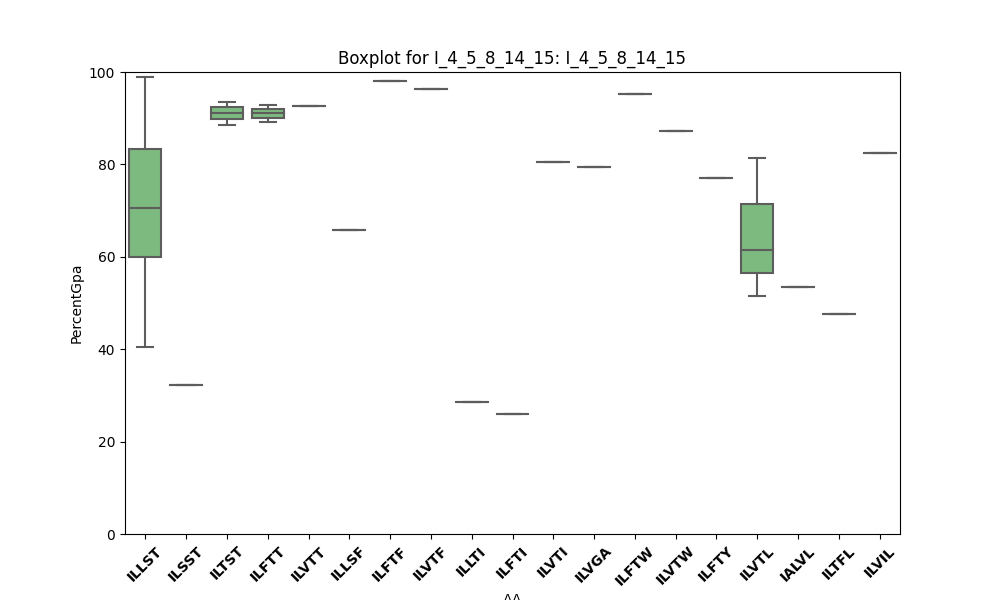 Boxplot for I_4_5_8_14_15: I_4_5_8_14_15
100
80
60
40
20
0
PercentGpa
ILLST
ILSST
ILTST
ILFTT
ILVTT
ILLSF
ILFTF
ILVTF
ILLTI
ILFTI
ILVTI
ILVGA
ILFTW
ILVTW
ILFTY
ILVTL
IALVL
ILTFL
ILVIL
AA